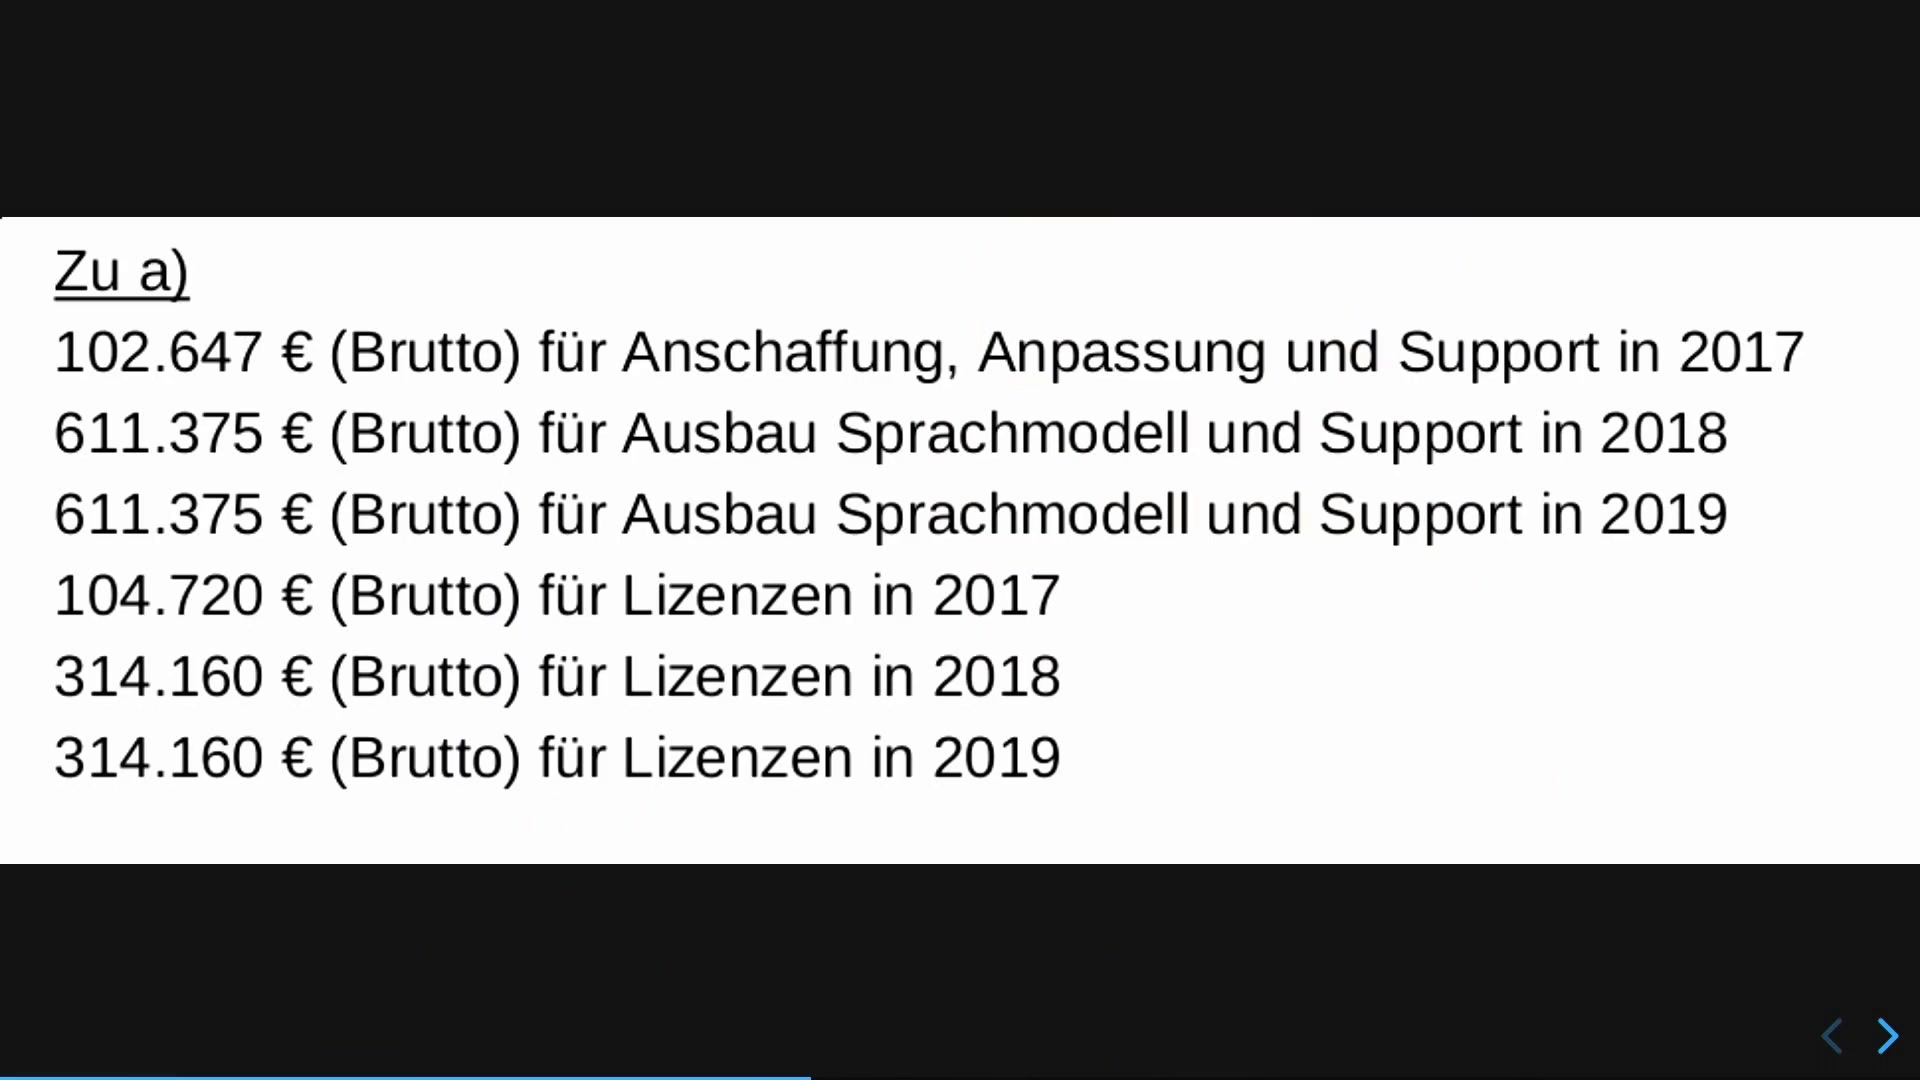 Zu a)
102.647 € (Brutto) für Anschaffung, Anpassung und Support in 2017
611.375 € (Brutto) für Ausbau Sprachmodell und Support in 2018
611.375 € (Brutto) für Ausbau Sprachmodell und Support in 2019
104.720 € (Brutto) für Lizenzen in 2017
314.160 € (Brutto) für Lizenzen in 2018
314.160 € (Brutto) für Lizenzen in 2019